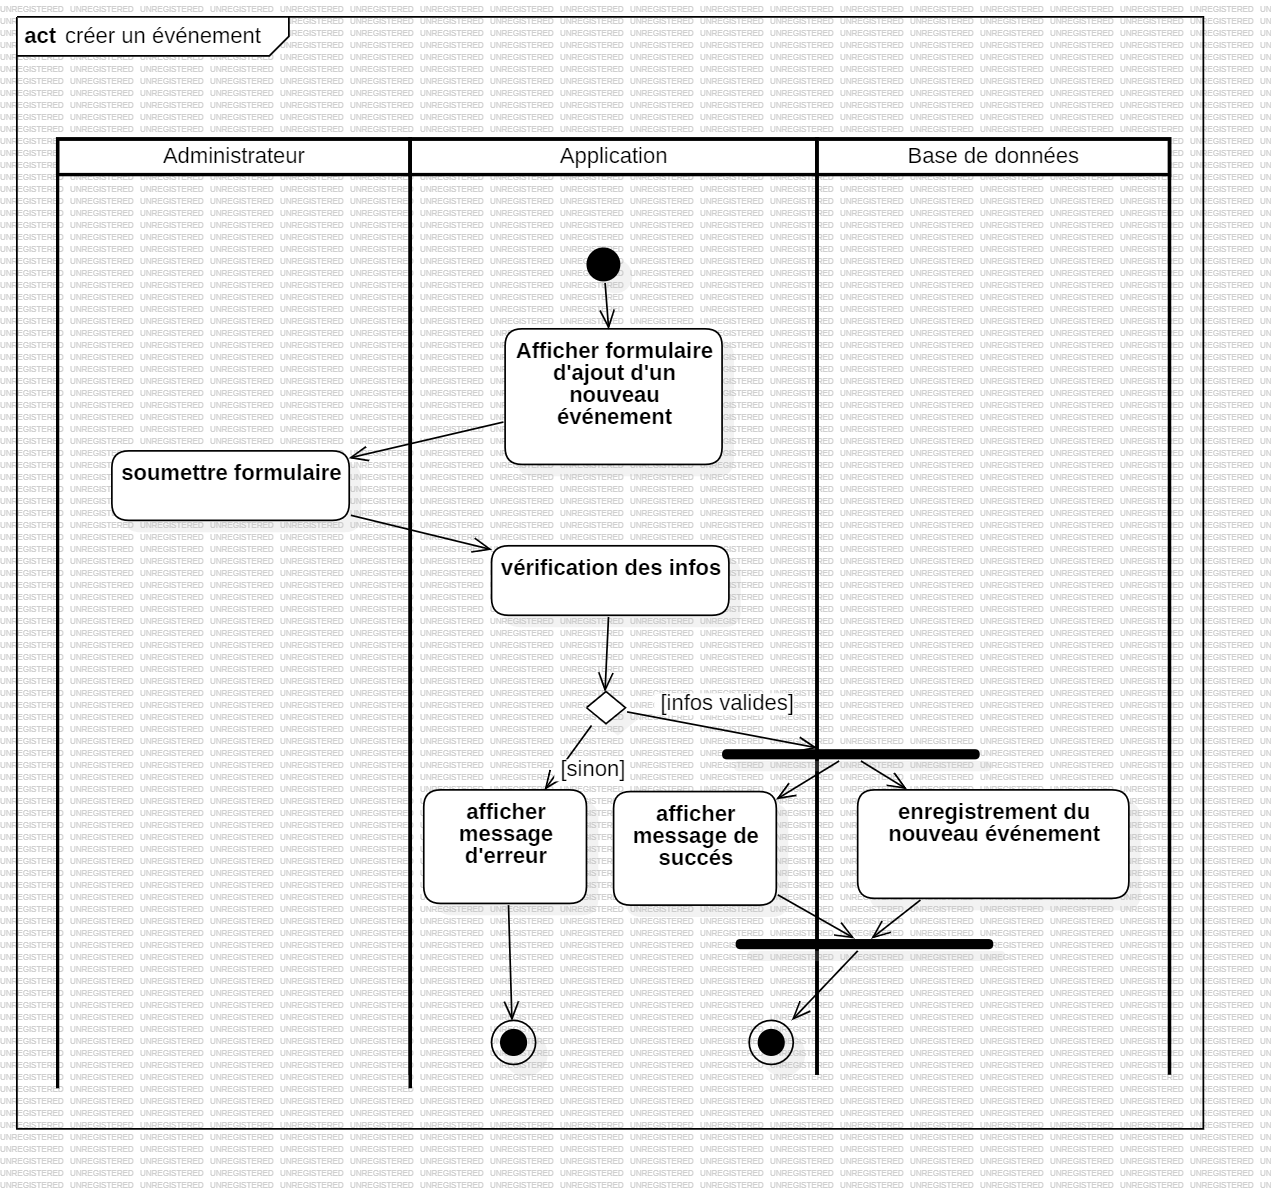 act créer un événement
Administrateur
Application
Base de données
Afficher formulaire
d'ajout d'un
nouveau
événement
soumettre formulaire
vérification des infos
[infos valides]
[sinon]
afficher
message
d'erreur
afficher
message de
succés
enregistrement du
nouveau événement
UNREGISTERED